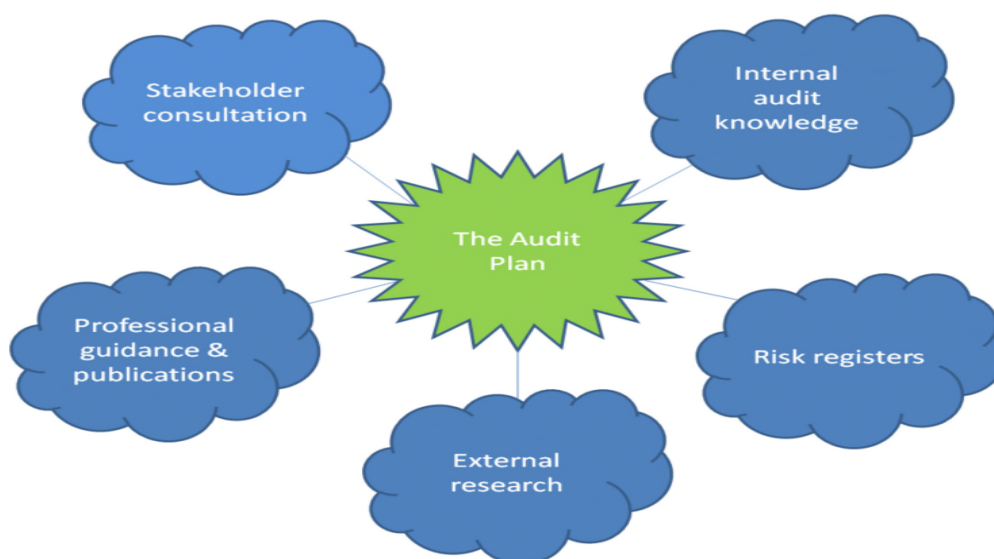 Stakeholder
consultation
Internal
audit
knowledge
The Audit
Plan
Professional
guidance &
publications
Risk registers
External
research